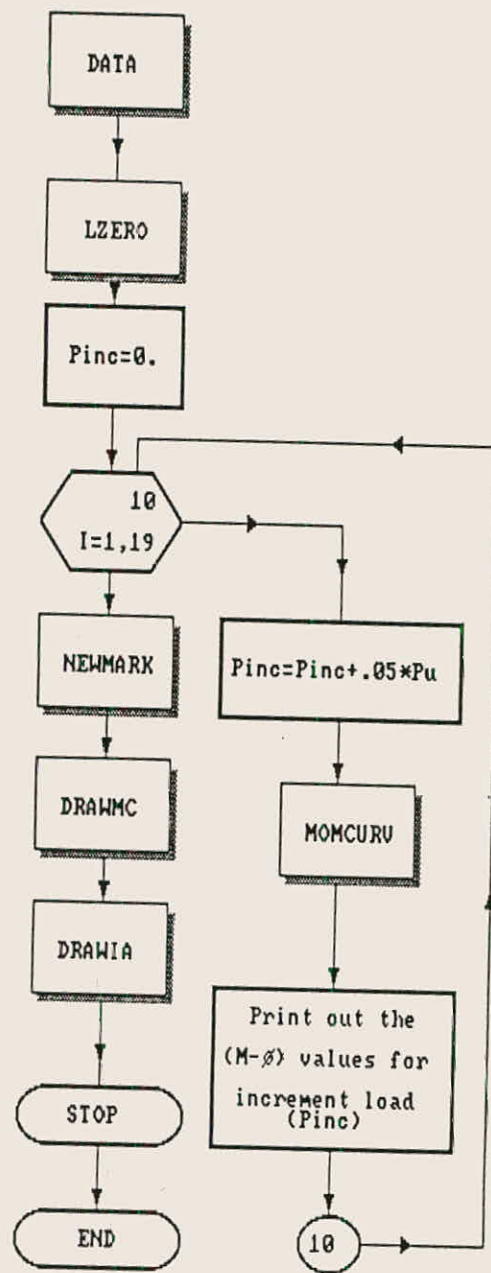 DATA
LZERO
Pinc=0.
10
I=1,19
NEWMARK
DRAWMC
DRAWIA
STOP
END
Pinc=Pinc+.05*Pu
MOMCURV
Print out the
(M-ø) values for
increment load
(Pinc)
10